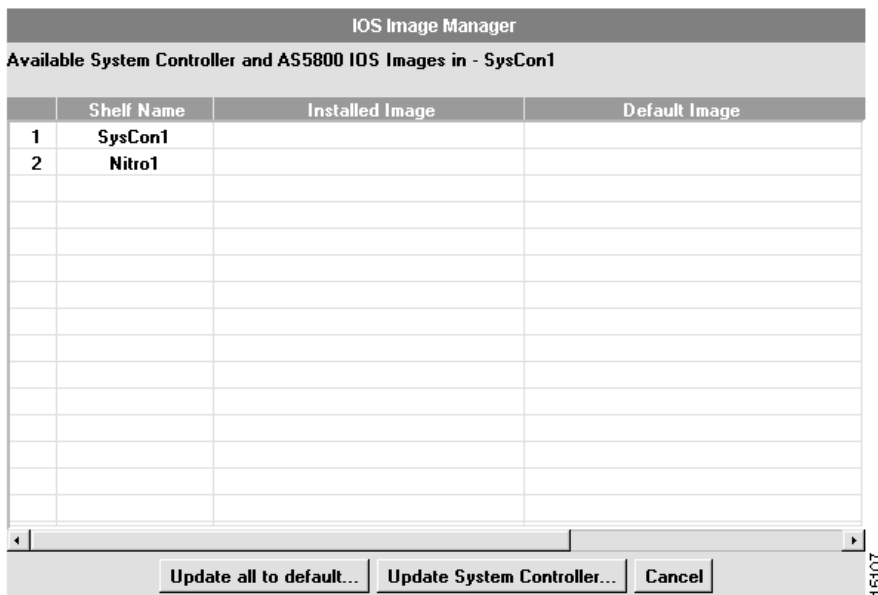 IOS Image Manager
Available System Controller and AS5800 IOS Images in - SysCon1
Shelf Name Installed Image Default Image
1 SysCon1
2 Nitro1
Update all to default... Update System Controller... Cancel
15107